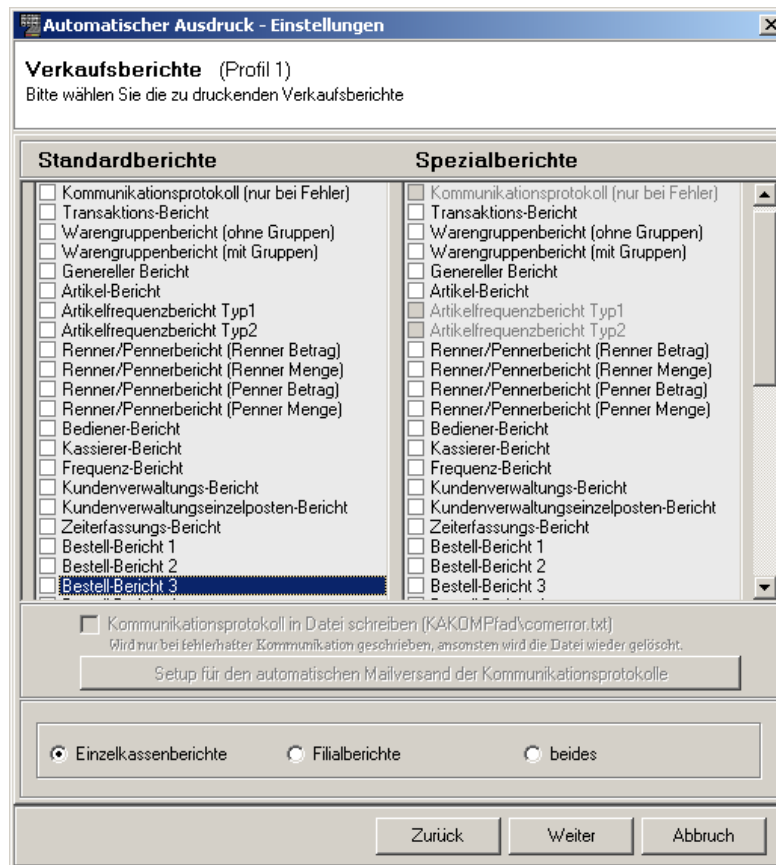 Automatischer Ausdruck - Einstellungen
Verkaufsberichte (Profil 1)
Bitte wählen Sie die zu druckenden Verkaufsberichte
Standardberichte Spezialberichte
Kommunikationsprotokoll (nur bei Fehler) Kommunikationsprotokoll (nur bei Fehler)
Transaktions-Bericht Transaktions-Bericht
Warengruppenbericht (ohne Gruppen) Warengruppenbericht (ohne Gruppen)
Warengruppenbericht (mit Gruppen) Warengruppenbericht (mit Gruppen)
Genereller Bericht Genereller Bericht
Artikel-Bericht Artikel-Bericht
Artikelfrequenzbericht Typ1 Artikelfrequenzbericht Typ1
Artikelfrequenzbericht Typ2 Artikelfrequenzbericht Typ2
Renner/Pennerbericht (Renner Betrag) Renner/Pennerbericht (Renner Betrag)
Renner/Pennerbericht (Renner Menge) Renner/Pennerbericht (Renner Menge)
Renner/Pennerbericht (Penner Betrag) Renner/Pennerbericht (Penner Betrag)
Renner/Pennerbericht (Penner Menge) Renner/Pennerbericht (Penner Menge)
Bediener-Bericht Bediener-Bericht
Kassierer-Bericht Kassierer-Bericht
Frequenz-Bericht Frequenz-Bericht
Kundenverwaltungs-Bericht Kundenverwaltungs-Bericht
Kundenverwaltungseinzelposten-Bericht Kundenverwaltungseinzelposten-Bericht
Zeiterfassungs-Bericht Zeiterfassungs-Bericht
Bestell-Bericht 1 Bestell-Bericht 1
Bestell-Bericht 2 Bestell-Bericht 2
Bestell-Bericht 3 Bestell-Bericht 3
Kommunikationsprotokoll in Datei schreiben (KAKOMPfad\comerror.txt)
Wird nur bei fehlerhafter Kommunikation geschrieben, ansonsten wird die Datei wieder gelöscht.
Setup für den automatischen Mailversand der Kommunikationsprotokolle
Einzelkassenberichte Filialberichte beides
Zurück Weiter Abbruch